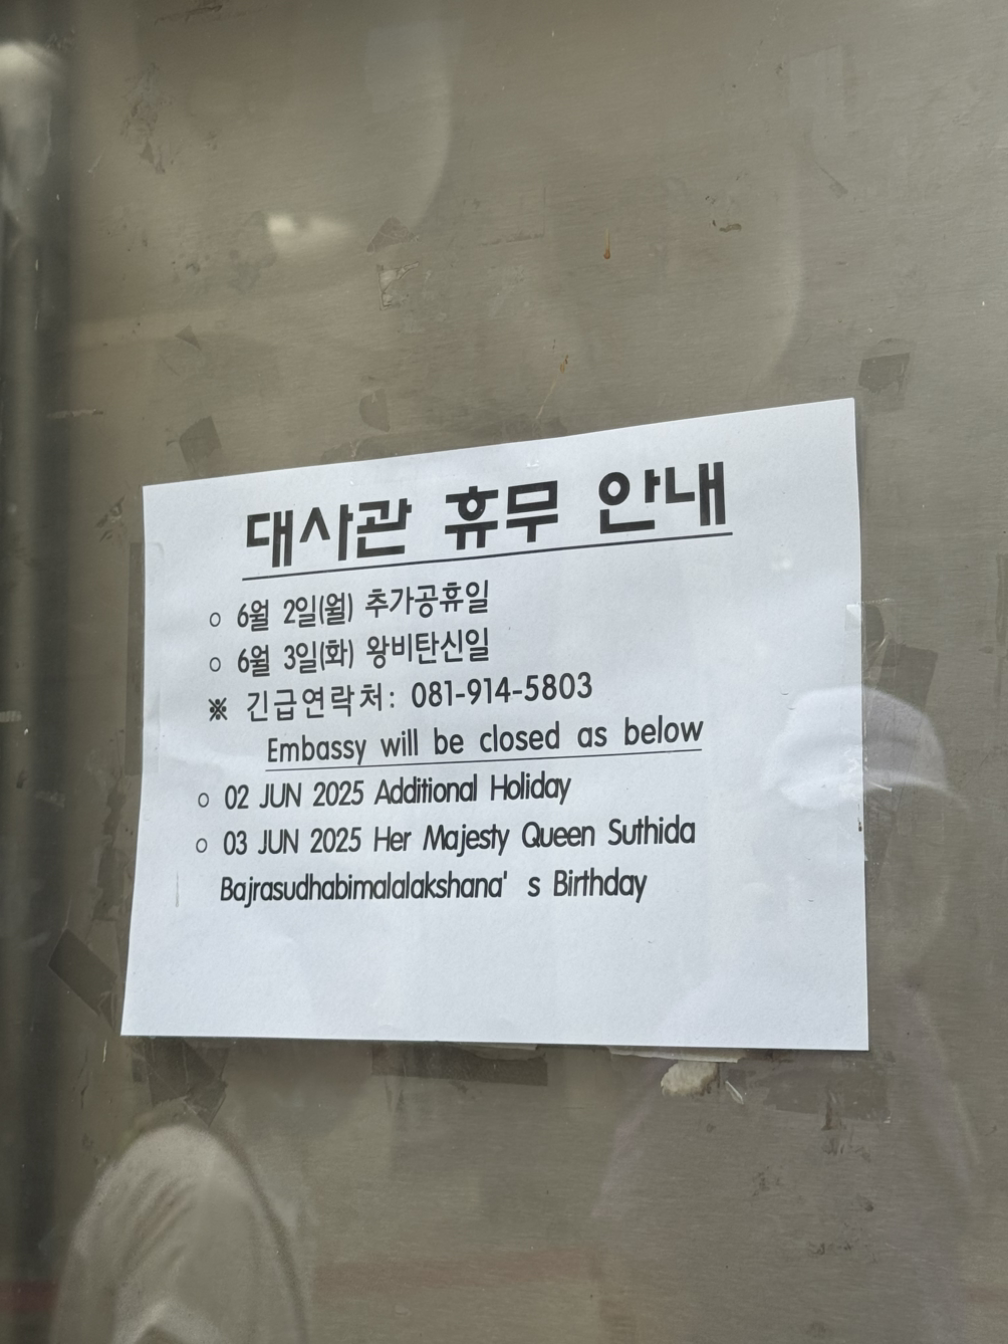 대사관 휴무 안내
○ 6월 2일(월) 추가공휴일
○ 6월 3일(화) 왕비탄신일
※ 긴급연락처: 081-914-5803
Embassy will be closed as below
○ 02 JUN 2025 Additional Holiday
○ 03 JUN 2025 Her Majesty Queen Suthida
Bajrasudhabimalalakshana' s Birthday